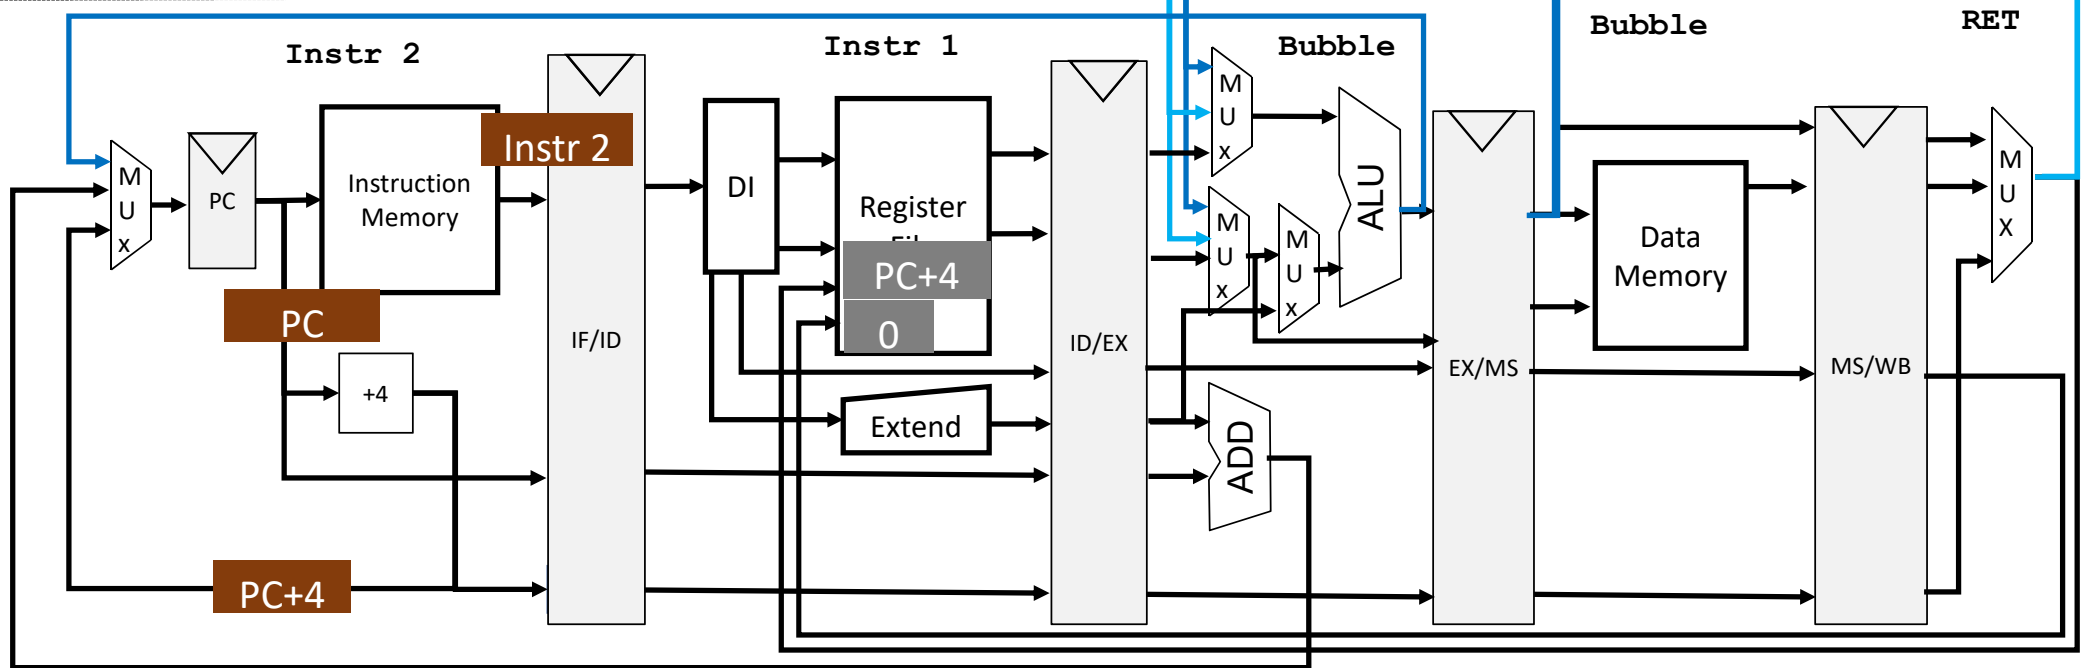 Instr 2
Instr 1
Bubble
Bubble
RET
M
U
x
PC
Instruction
Memory
Instr 2
PC
+4
PC+4
IF/ID
DI
Register
PC+4
0
Extend
ID/EX
M
U
x
M
U
x
M
U
x
ALU
ADD
EX/MS
Data
Memory
MS/WB
M
U
X